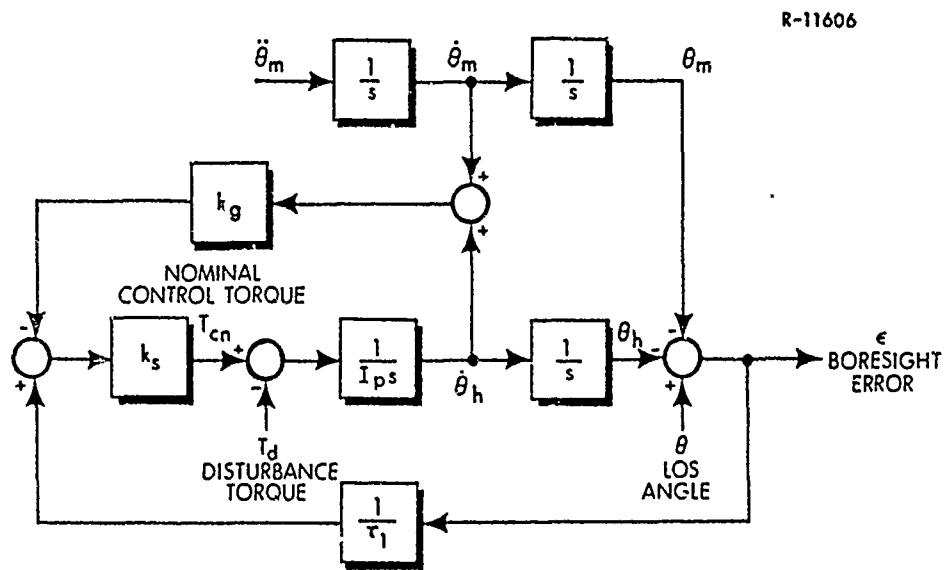 R-11606
θ̈m
1/s
θ̇m
1/s
θm
+
+
kg
NOMINAL
CONTROL TORQUE
-
+
ks
Tcn
+
-
1/Ips
θ̇h
1/s
θh
-
-
+
ϵ
BORESIGHT
ERROR
Td
DISTURBANCE
TORQUE
θ
LOS
ANGLE
1/τ1